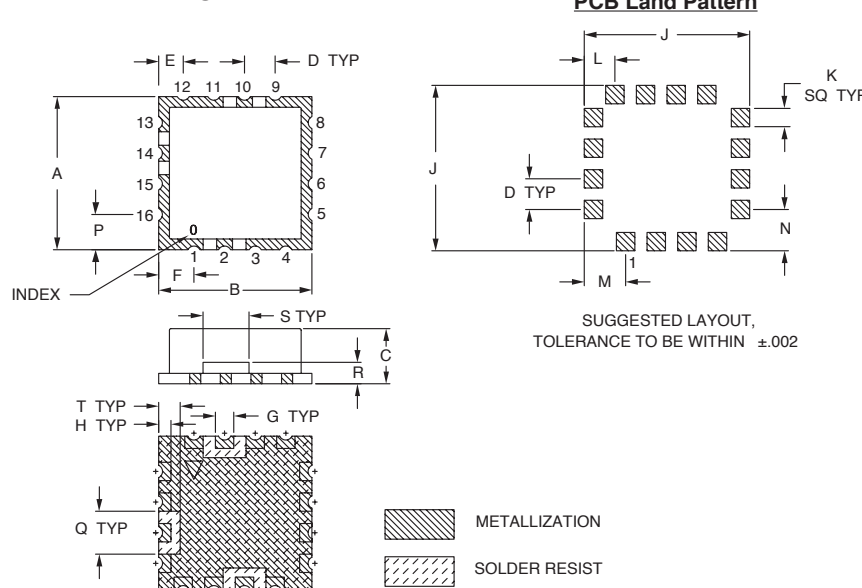 PCB Land Pattern
E
D TYP
12 11 10 9
13
14
15
16
8
7
6
5
A
P
0
1 2 3 4
F
B
INDEX
S TYP
C
R
T TYP
H TYP
G TYP
Q TYP
J
L
K
SQ TYP
J
D TYP
N
1
M
SUGGESTED LAYOUT,
TOLERANCE TO BE WITHIN ±.002
METALLIZATION
SOLDER RESIST